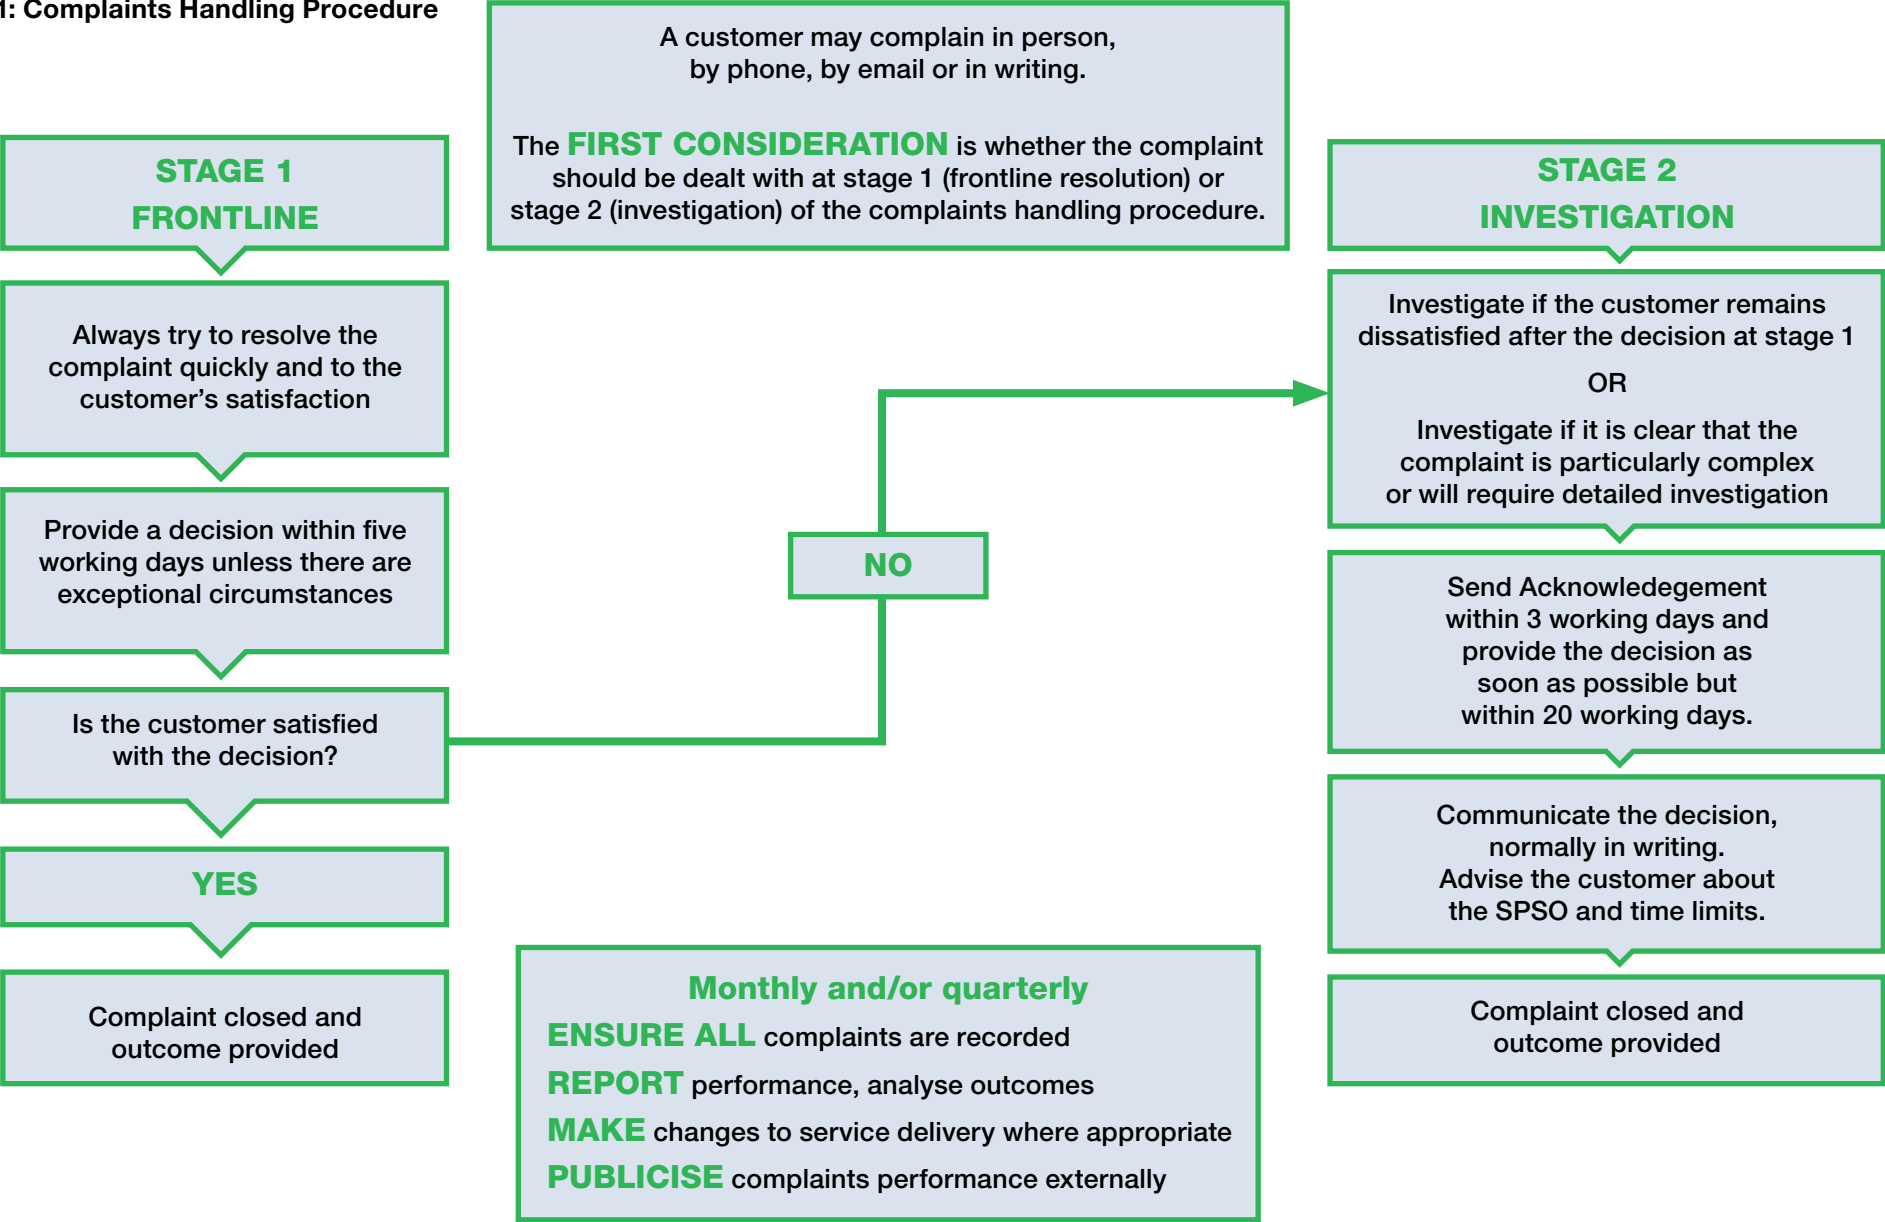 1: Complaints Handling Procedure
A customer may complain in person,
by phone, by email or in writing.
The FIRST CONSIDERATION is whether the complaint
should be dealt with at stage 1 (frontline resolution) or
stage 2 (investigation) of the complaints handling procedure.
STAGE 1
FRONTLINE
Always try to resolve the
complaint quickly and to the
customer's satisfaction
Provide a decision within five
working days unless there are
exceptional circumstances
Is the customer satisfied
with the decision?
YES
Complaint closed and
outcome provided
NO
STAGE 2
INVESTIGATION
Investigate if the customer remains
dissatisfied after the decision at stage 1
OR
Investigate if it is clear that the
complaint is particularly complex
or will require detailed investigation
Send Acknowledegement
within 3 working days and
provide the decision as
soon as possible but
within 20 working days.
Communicate the decision,
normally in writing.
Advise the customer about
the SPSO and time limits.
Complaint closed and
outcome provided
Monthly and/or quarterly
ENSURE ALL complaints are recorded
REPORT performance, analyse outcomes
MAKE changes to service delivery where appropriate
PUBLICISE complaints performance externally